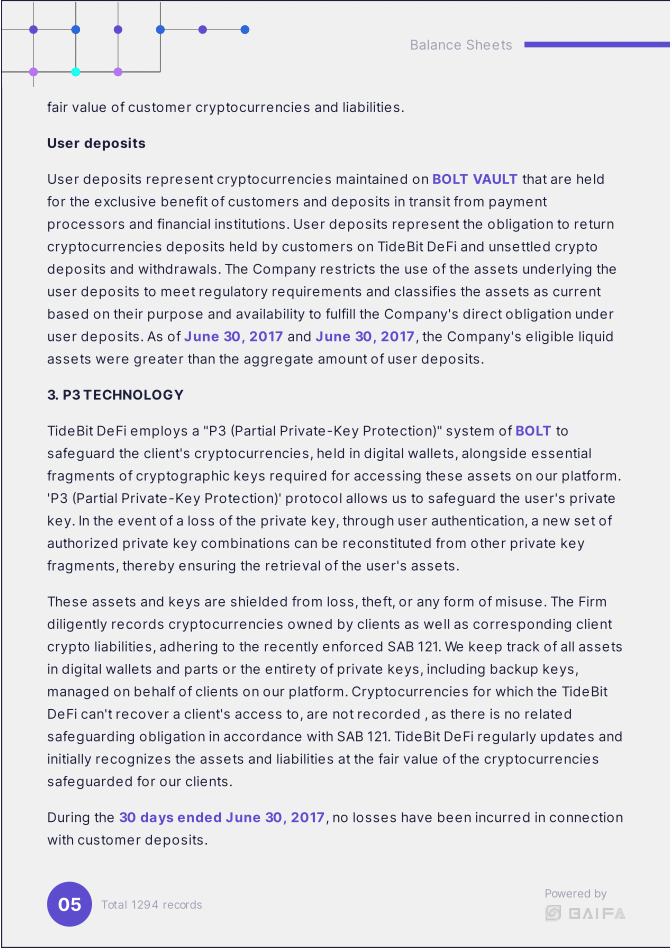 Balance Sheets
fair value of customer cryptocurrencies and liabilities.
User deposits
User deposits represent cryptocurrencies maintained on BOLT VAULT that are held
for the exclusive benefit of customers and deposits in transit from payment
processors and financial institutions. User deposits represent the obligation to return
cryptocurrencies deposits held by customers on TideBit DeFi and unsettled crypto
deposits and withdrawals. The Company restricts the use of the assets underlying the
user deposits to meet regulatory requirements and classifies the assets as current
based on their purpose and availability to fulfill the Company's direct obligation under
user deposits. As of June 30, 2017 and June 30, 2017, the Company's eligible liquid
assets were greater than the aggregate amount of user deposits.
3. P3 TECHNOLOGY
TideBit DeFi employs a "P3 (Partial Private-Key Protection)" system of BOLT to
safeguard the client's cryptocurrencies, held in digital wallets, alongside essential
fragments of cryptographic keys required for accessing these assets on our platform.
'P3 (Partial Private-Key Protection)' protocol allows us to safeguard the user's private
key. In the event of a loss of the private key, through user authentication, a new set of
authorized private key combinations can be reconstituted from other private key
fragments, thereby ensuring the retrieval of the user's assets.
These assets and keys are shielded from loss, theft, or any form of misuse. The Firm
diligently records cryptocurrencies owned by clients as well as corresponding client
crypto liabilities, adhering to the recently enforced SAB 121. We keep track of all assets
in digital wallets and parts or the entirety of private keys, including backup keys,
managed on behalf of clients on our platform. Cryptocurrencies for which the TideBit
DeFi can't recover a client's access to, are not recorded , as there is no related
safeguarding obligation in accordance with SAB 121. TideBit DeFi regularly updates and
initially recognizes the assets and liabilities at the fair value of the cryptocurrencies
safeguarded for our clients.
During the 30 days ended June 30, 2017, no losses have been incurred in connection
with customer deposits.
05 Total 1294 records
Powered by
BAIFA